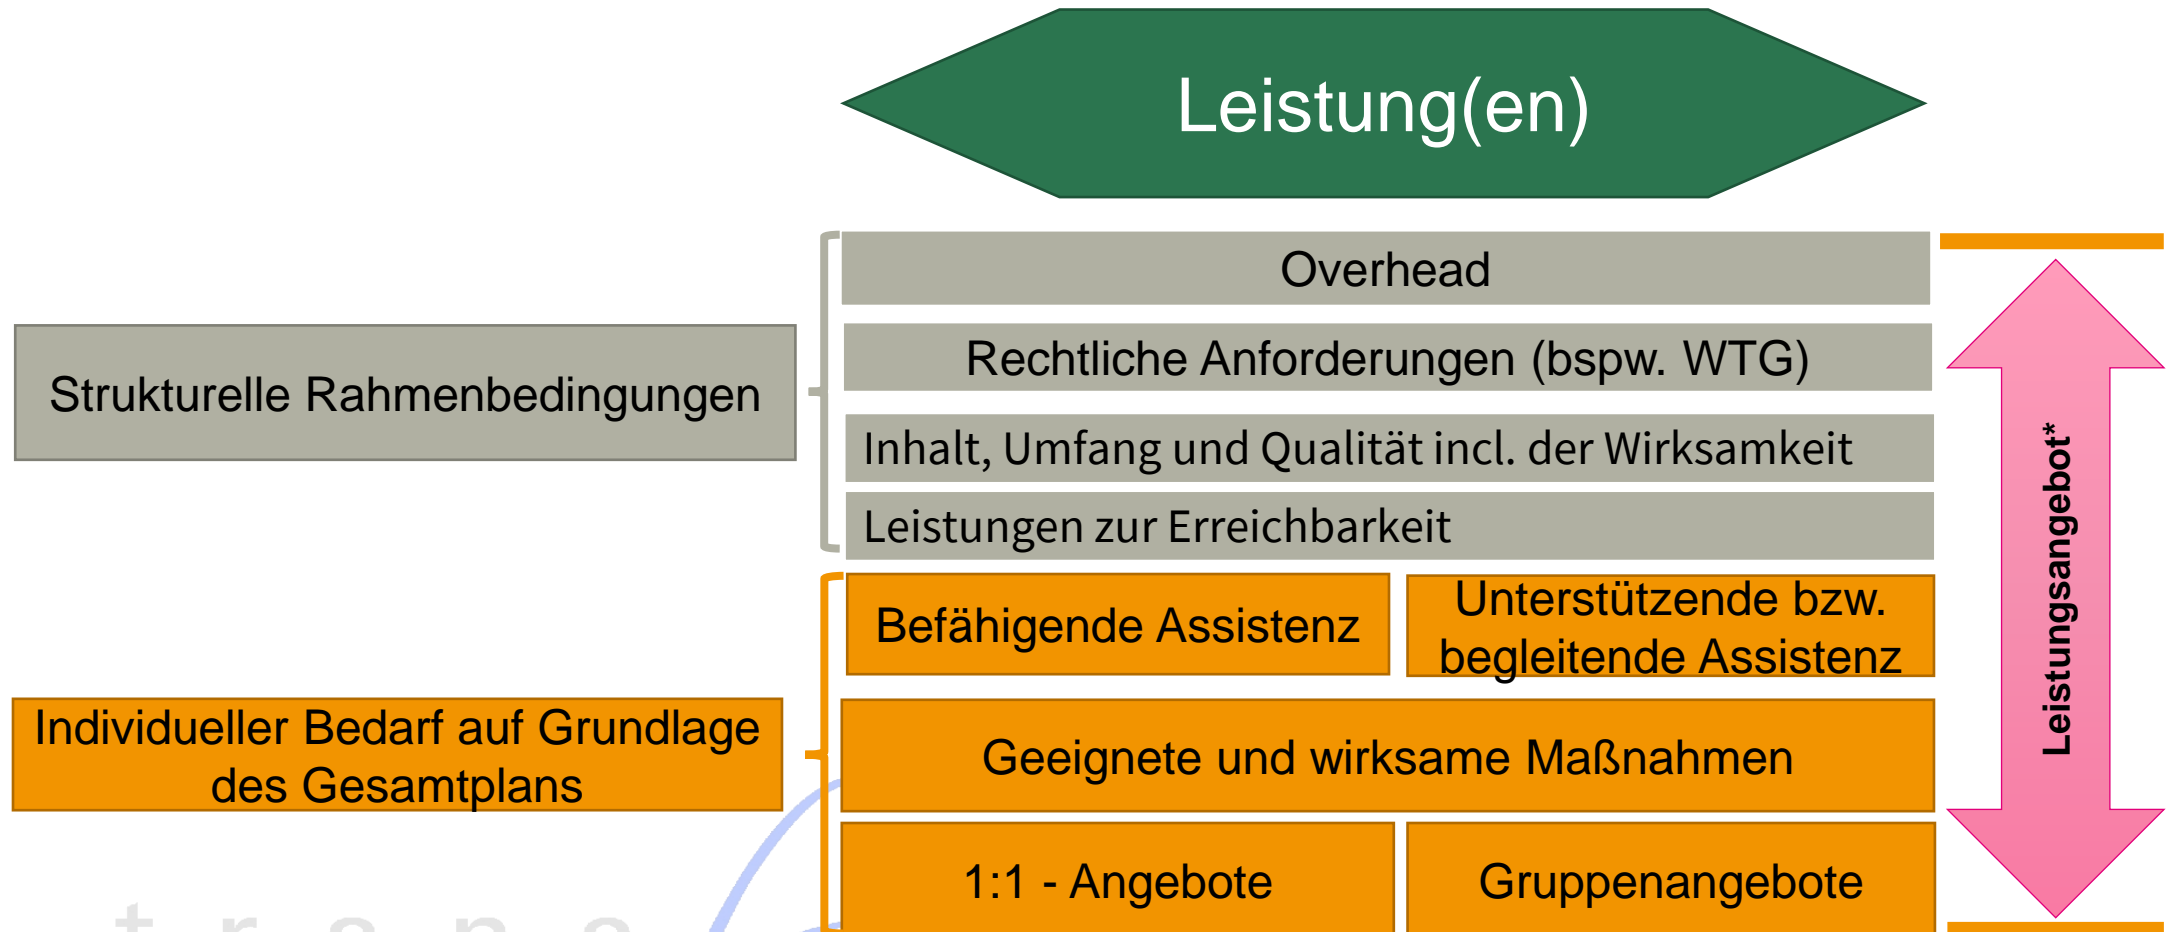 Leistung(en)
Overhead
Rechtliche Anforderungen (bspw. WTG)
Strukturelle Rahmenbedingungen
Inhalt, Umfang und Qualität incl. der Wirksamkeit
Leistungen zur Erreichbarkeit
Leistungsangebot*
Befähigende Assistenz
Unterstützende bzw.
begleitende Assistenz
Individueller Bedarf auf Grundlage
des Gesamtplans
Geeignete und wirksame Maßnahmen
1:1 - Angebote
Gruppenangebote
t r a n s